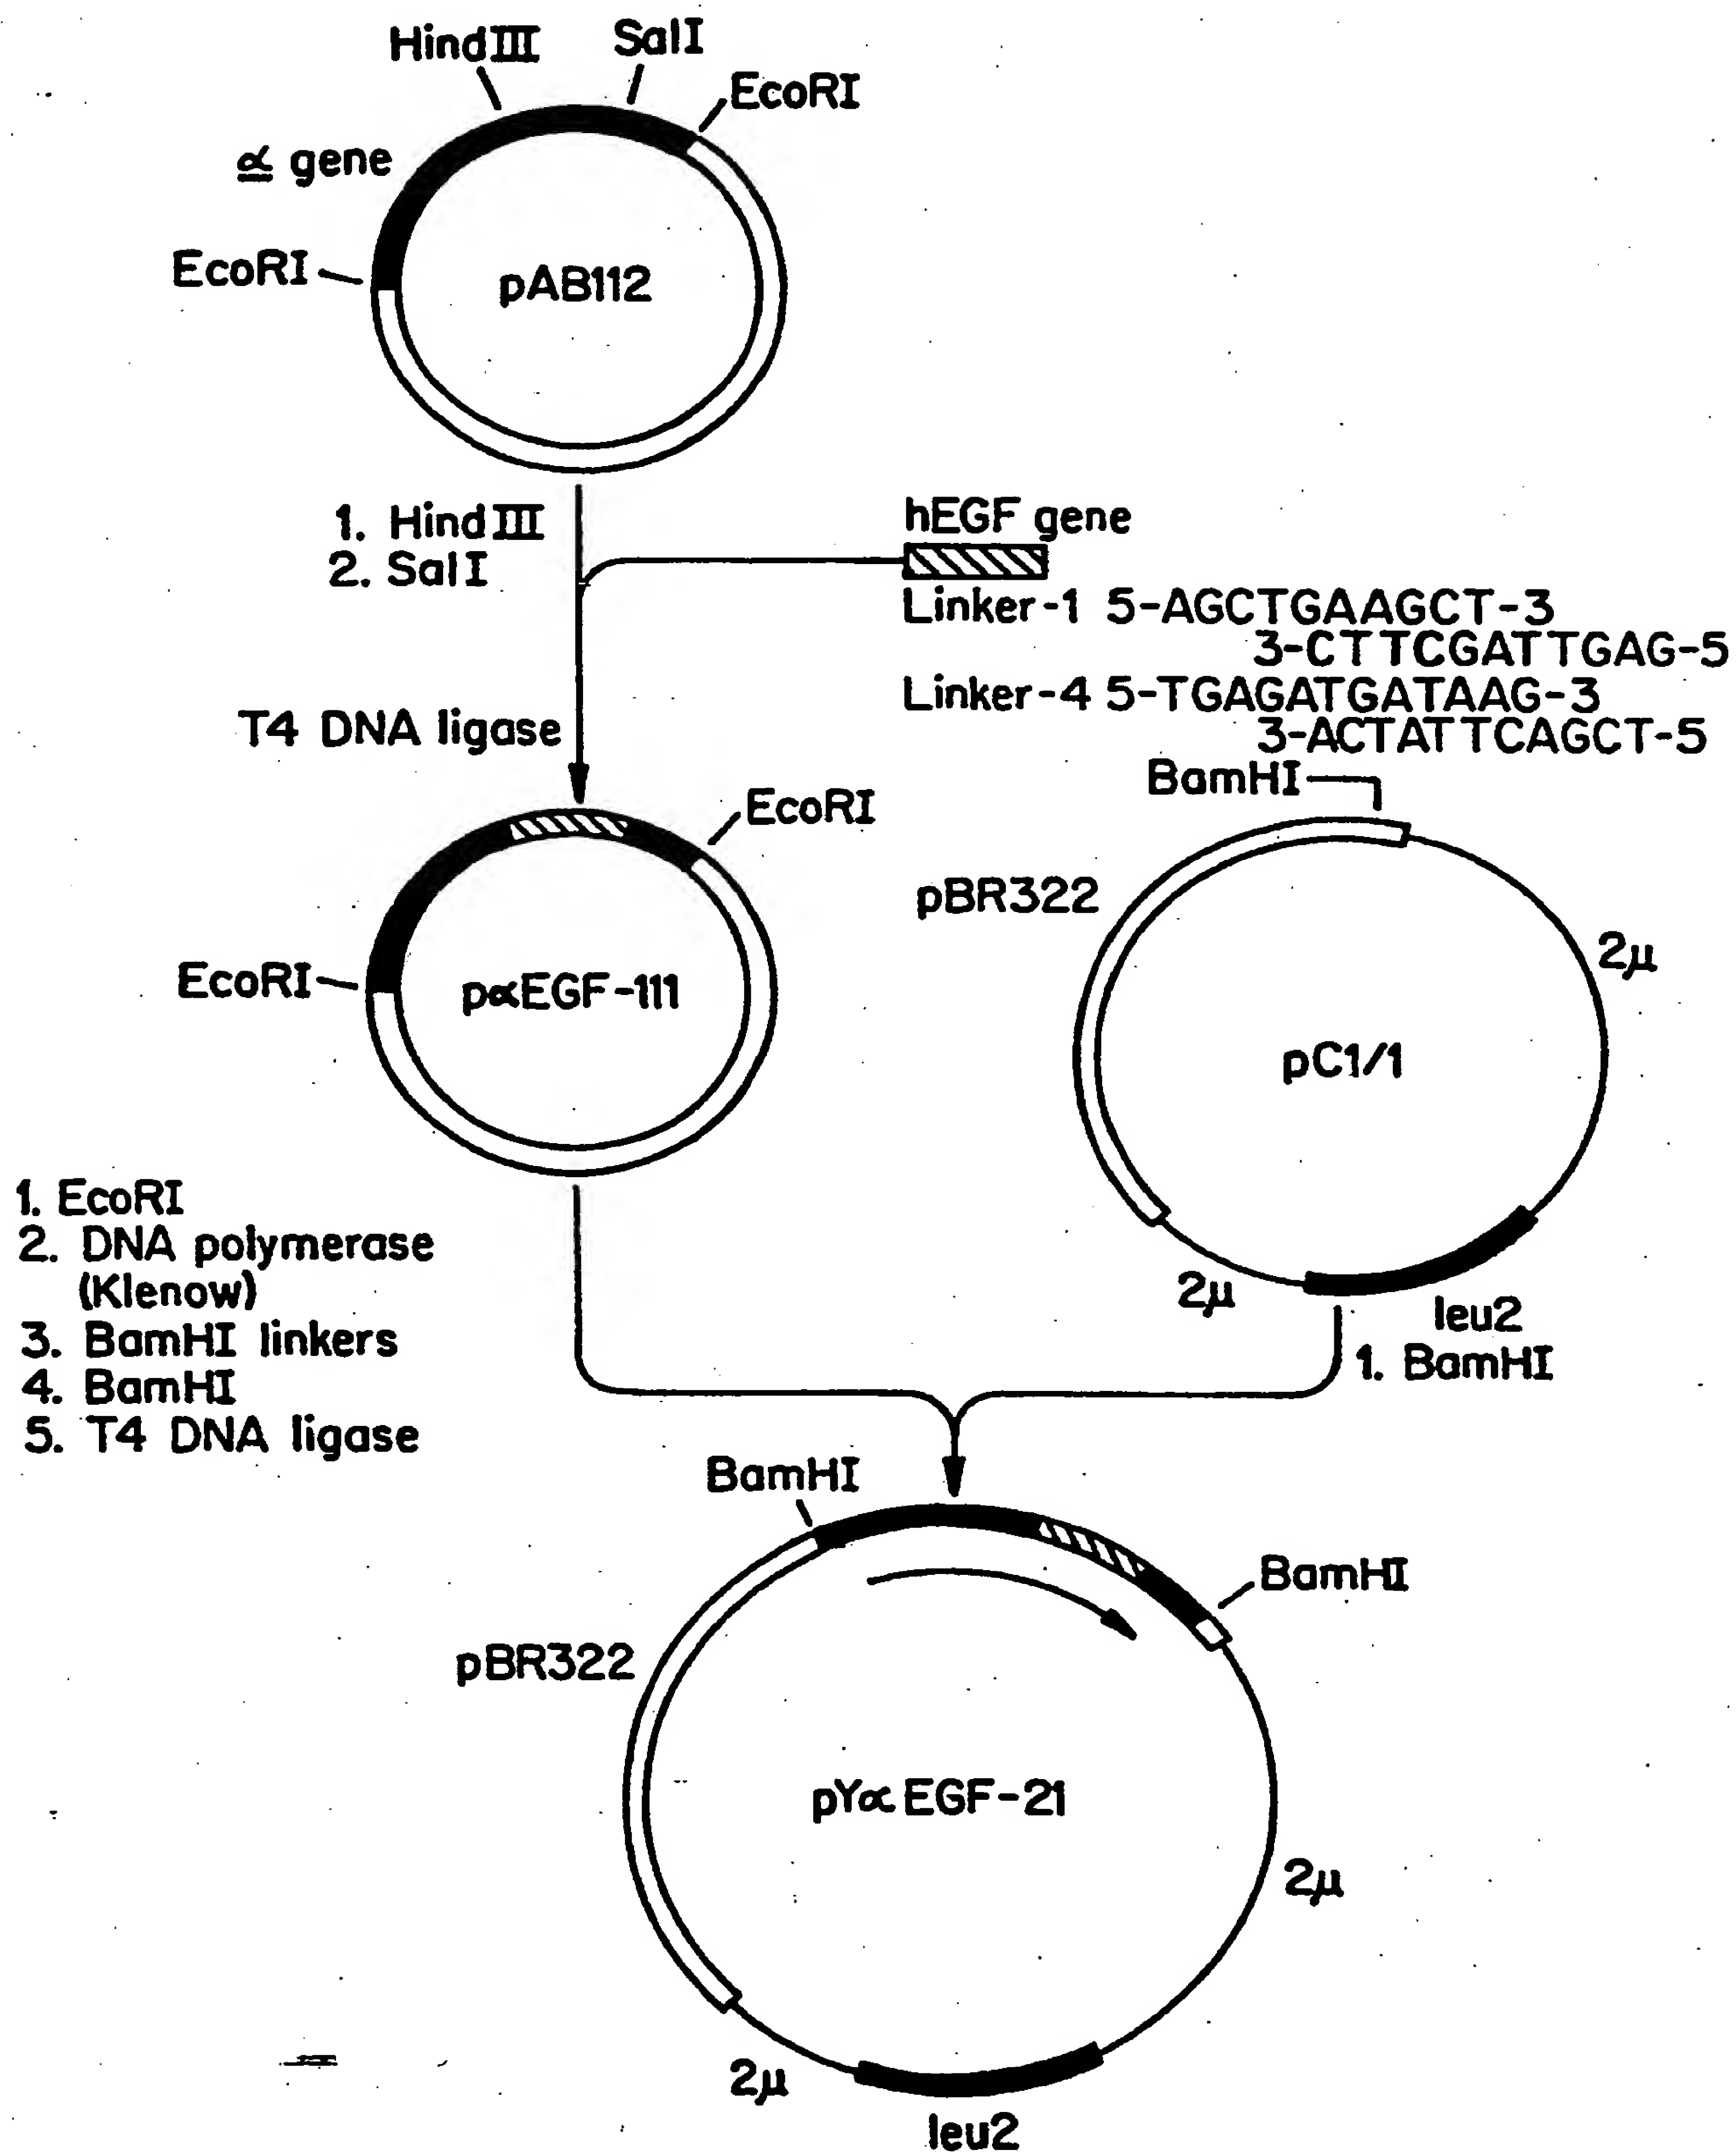 HindIII
SalI
EcoRI
α gene
EcoRI
pAB112
1. HindIII
2. SalI
hEGF gene
Linker-1 5-AGCTGAAGCT-3
3-CTTCGATTGAG-5
Linker-4 5-TGAGATGATAAG-3
3-ACTATTCAGCT-5
T4 DNA ligase
BamHI
EcoRI
pBR322
2μ
EcoRI
pαEGF-111
pC1/1
1. EcoRI
2. DNA polymerase
(Klenow)
3. BamHI linkers
4. BamHI
5. T4 DNA ligase
2μ
leu2
1. BamHI
BamHI
BamHI
pBR322
pYαEGF-21
2μ
2μ
leu2